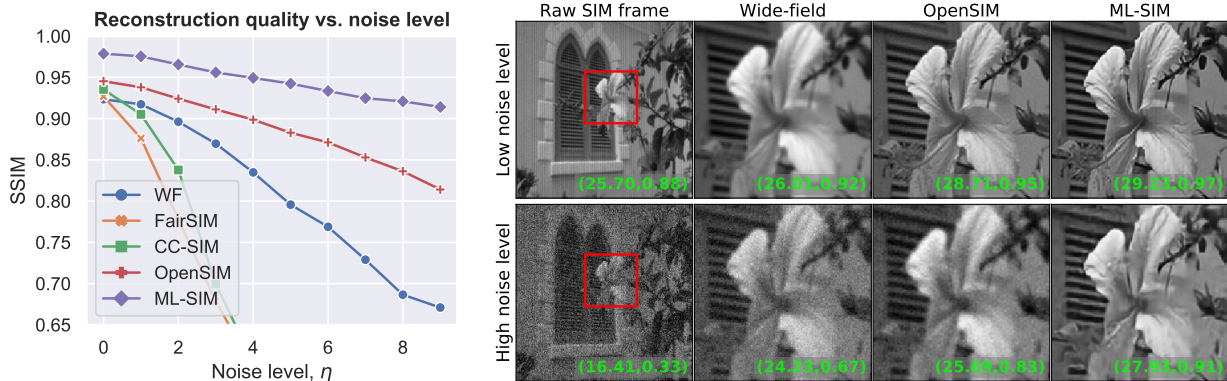 Reconstruction quality vs. noise level
1.00
0.95
0.90
0.85
0.80
0.75
0.70
0.65
SSIM
WF
FairSIM
CC-SIM
OpenSIM
ML-SIM
0 2 4 6 8
Noise level, η
Raw SIM frame Wide-field OpenSIM ML-SIM
Low noise level
(25.70,0.88) (26.01,0.92) (28.71,0.95) (29.23,0.97)
High noise level
(16.41,0.33) (24.23,0.67) (25.69,0.83) (27.93,0.91)